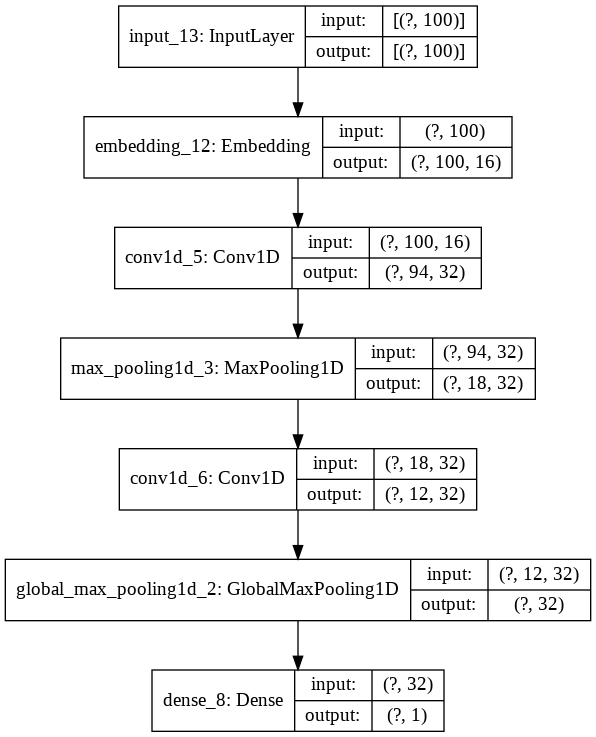 input_13: InputLayer
input: [(?, 100)]
output: [(?, 100)]
embedding_12: Embedding
input: (?, 100)
output: (?, 100, 16)
conv1d_5: Conv1D
input: (?, 100, 16)
output: (?, 94, 32)
max_pooling1d_3: MaxPooling1D
input: (?, 94, 32)
output: (?, 18, 32)
conv1d_6: Conv1D
input: (?, 18, 32)
output: (?, 12, 32)
global_max_pooling1d_2: GlobalMaxPooling1D
input: (?, 12, 32)
output: (?, 32)
dense_8: Dense
input: (?, 32)
output: (?, 1)